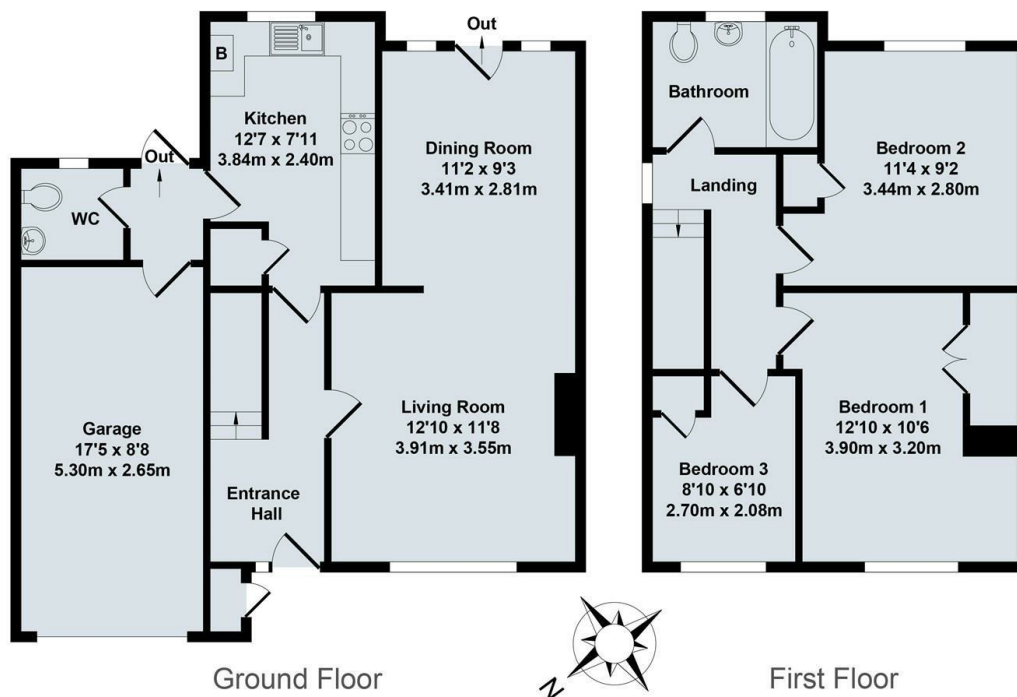 Out
B
Kitchen
12'7 x 7'11
3.84m x 2.40m
Dining Room
11'2 x 9'3
3.41m x 2.81m
Out
WC
Garage
17'5 x 8'8
5.30m x 2.65m
Living Room
12'10 x 11'8
3.91m x 3.55m
Entrance
Hall
Ground Floor
Bathroom
Landing
Bedroom 2
11'4 x 9'2
3.44m x 2.80m
Bedroom 1
12'10 x 10'6
3.90m x 3.20m
Bedroom 3
8'10 x 6'10
2.70m x 2.08m
N
First Floor